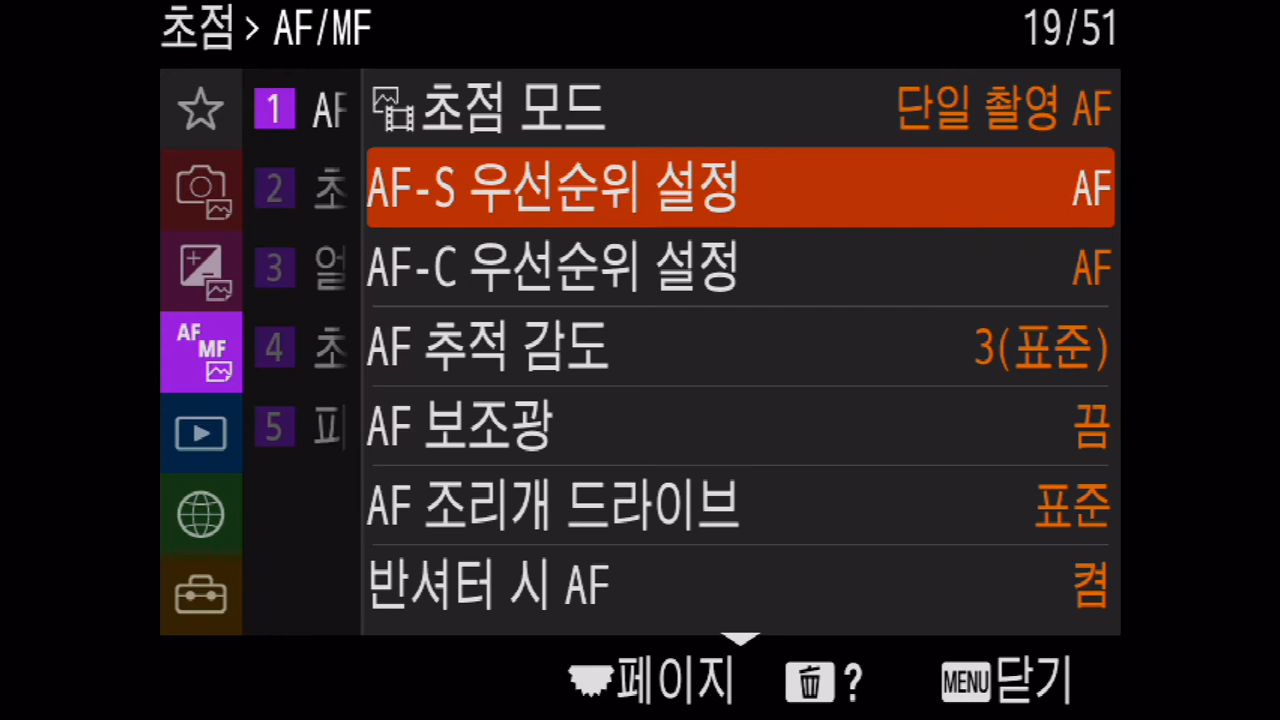 초점 > AF/MF 19/51
1 AF
초점 모드 단일 촬영 AF
2 초
AF-S 우선순위 설정 AF
3 얼
AF-C 우선순위 설정 AF
AF MF
4 초
AF 추적 감도 3(표준)
5 피
AF 보조광 끔
AF 조리개 드라이브 표준
반셔터 시 AF 켬
페이지 ? MENU 닫기